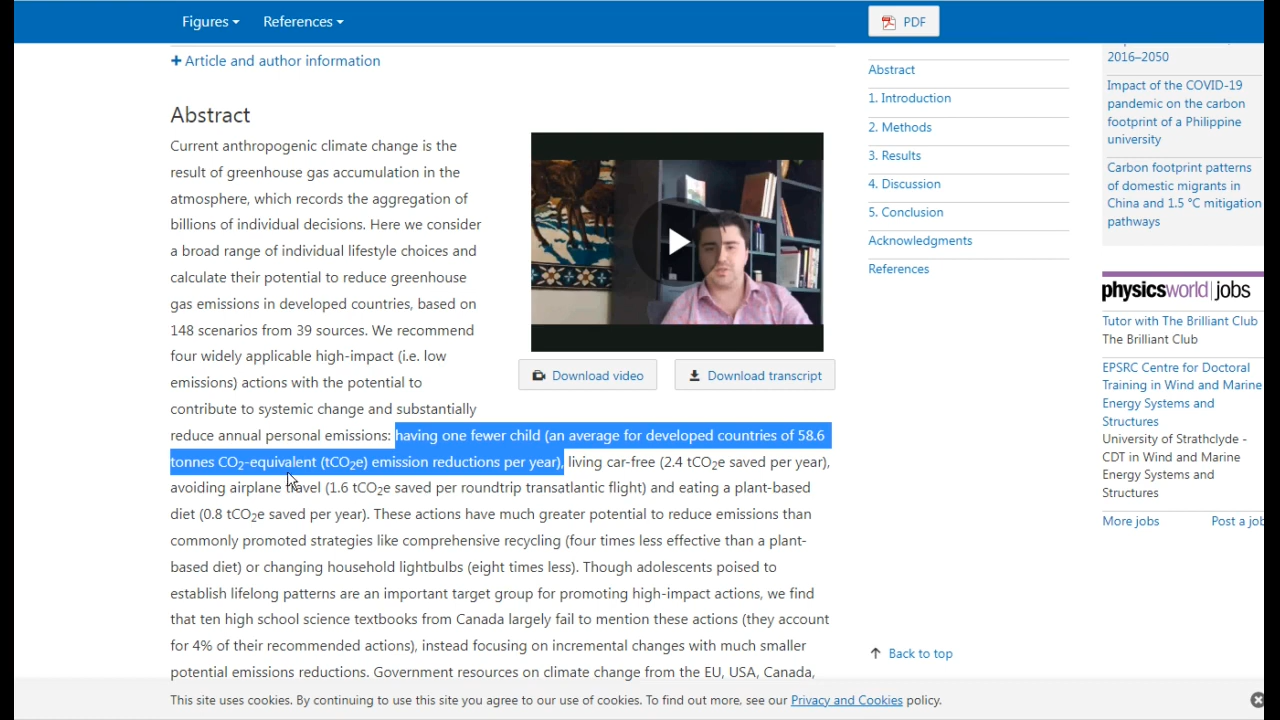 Figures
References
PDF
+ Article and author information
Abstract
Current anthropogenic climate change is the
result of greenhouse gas accumulation in the
atmosphere, which records the aggregation of
billions of individual decisions. Here we consider
a broad range of individual lifestyle choices and
calculate their potential to reduce greenhouse
gas emissions in developed countries, based on
148 scenarios from 39 sources. We recommend
four widely applicable high-impact (i.e. low
emissions) actions with the potential to
contribute to systemic change and substantially
reduce annual personal emissions: having one fewer child (an average for developed countries of 58.6
tonnes CO2-equivalent (tCO2e) emission reductions per year), living car-free (2.4 tCO2e saved per year),
avoiding airplane travel (1.6 tCO2e saved per roundtrip transatlantic flight) and eating a plant-based
diet (0.8 tCO2e saved per year). These actions have much greater potential to reduce emissions than
commonly promoted strategies like comprehensive recycling (four times less effective than a plant-
based diet) or changing household lightbulbs (eight times less). Though adolescents poised to
establish lifelong patterns are an important target group for promoting high-impact actions, we find
that ten high school science textbooks from Canada largely fail to mention these actions (they account
for 4% of their recommended actions), instead focusing on incremental changes with much smaller
potential emissions reductions. Government resources on climate change from the EU, USA, Canada,
Download video
Download transcript
Abstract
1. Introduction
2. Methods
3. Results
4. Discussion
5. Conclusion
Acknowledgments
References
Back to top
2016–2050
Impact of the COVID-19
pandemic on the carbon
footprint of a Philippine
university
Carbon footprint patterns
of domestic migrants in
China and 1.5 °C mitigation
pathways
physicsworld | jobs
Tutor with The Brilliant Club
The Brilliant Club
EPSRC Centre for Doctoral
Training in Wind and Marine
Energy Systems and
Structures
University of Strathclyde -
CDT in Wind and Marine
Energy Systems and
Structures
More jobs
Post a job
This site uses cookies. By continuing to use this site you agree to our use of cookies. To find out more, see our Privacy and Cookies policy.